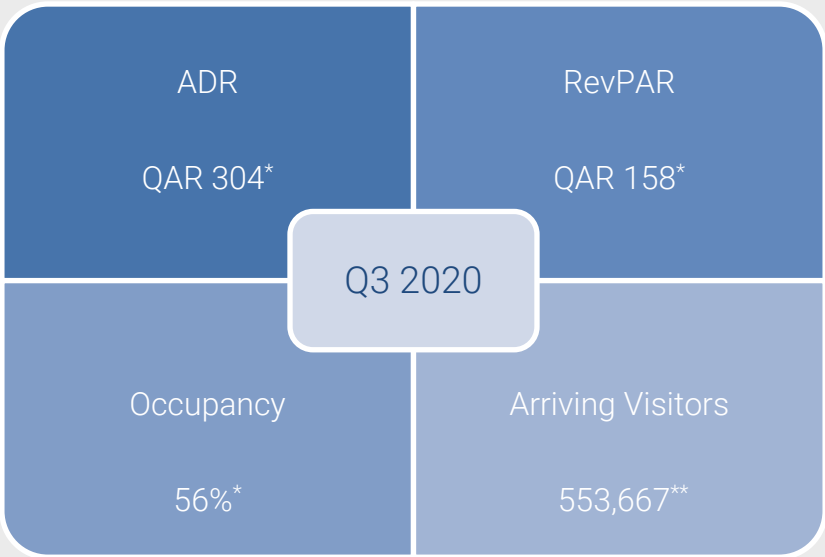 ADR
QAR 304*
RevPAR
QAR 158*
Q3 2020
Occupancy
56%*
Arriving Visitors
553,667**